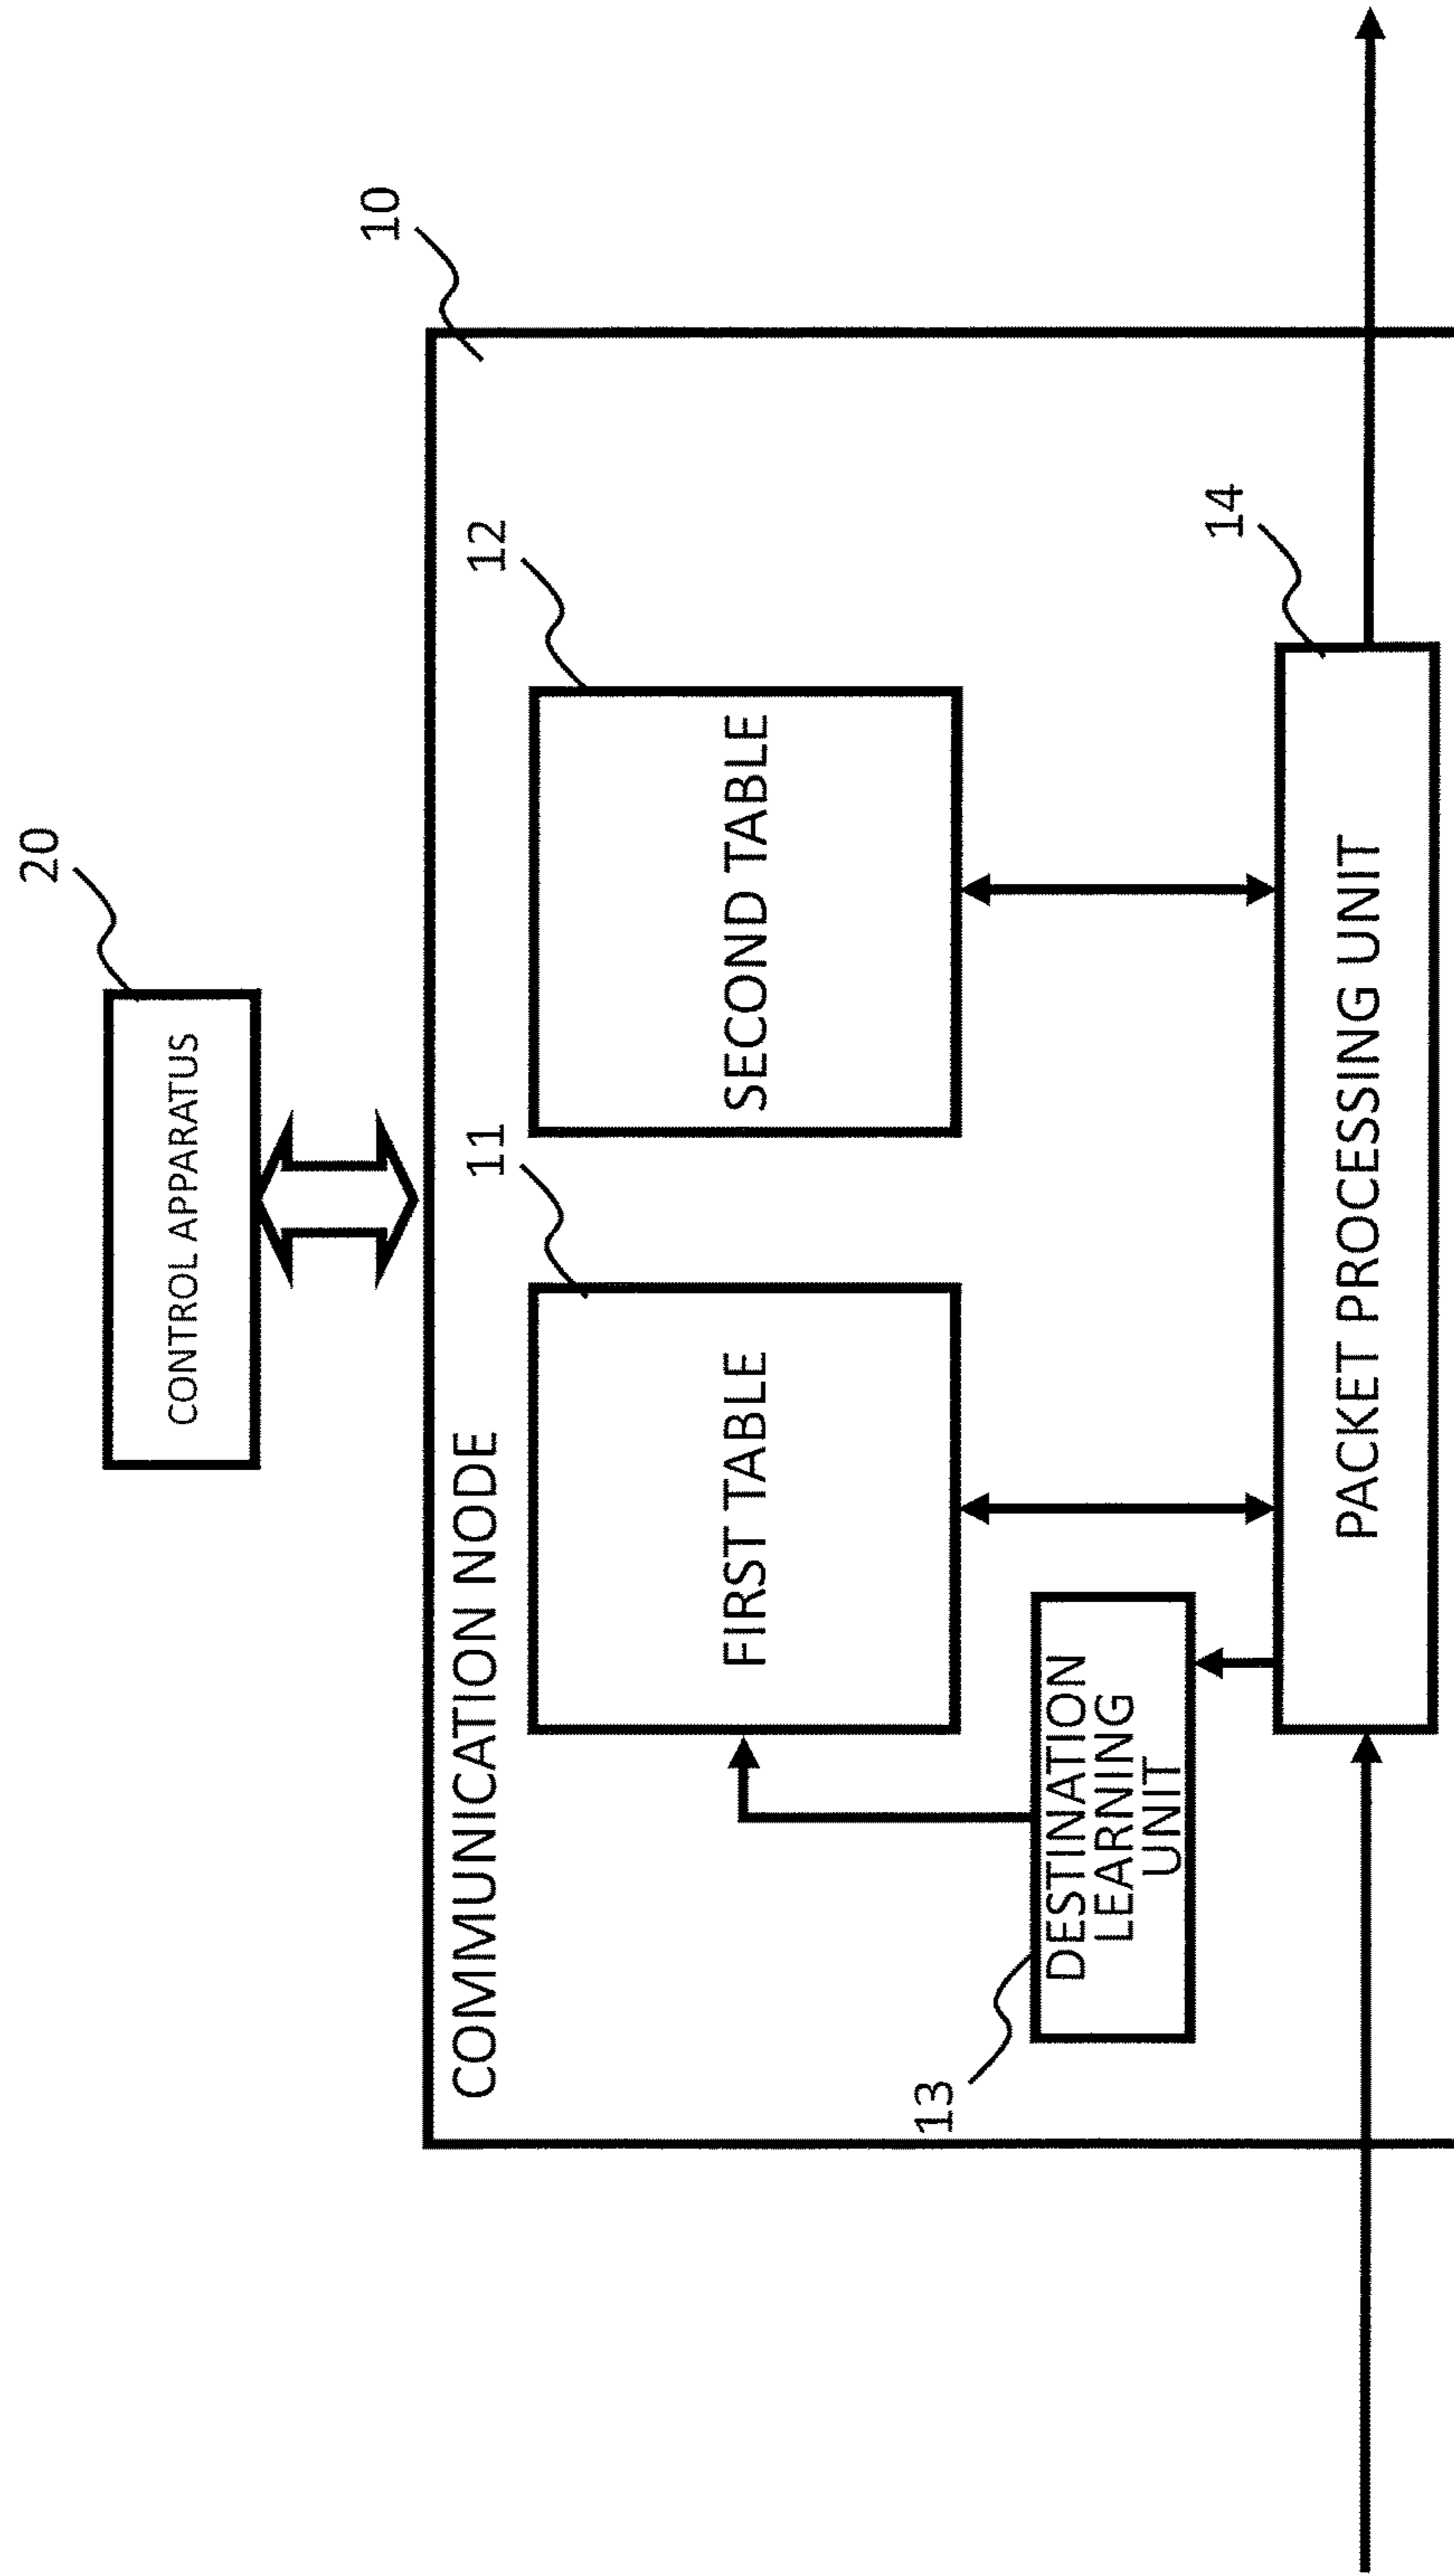 20
CONTROL APPARATUS
10
COMMUNICATION NODE
11
12
FIRST TABLE
SECOND TABLE
13
DESTINATION
LEARNING
UNIT
14
PACKET PROCESSING UNIT